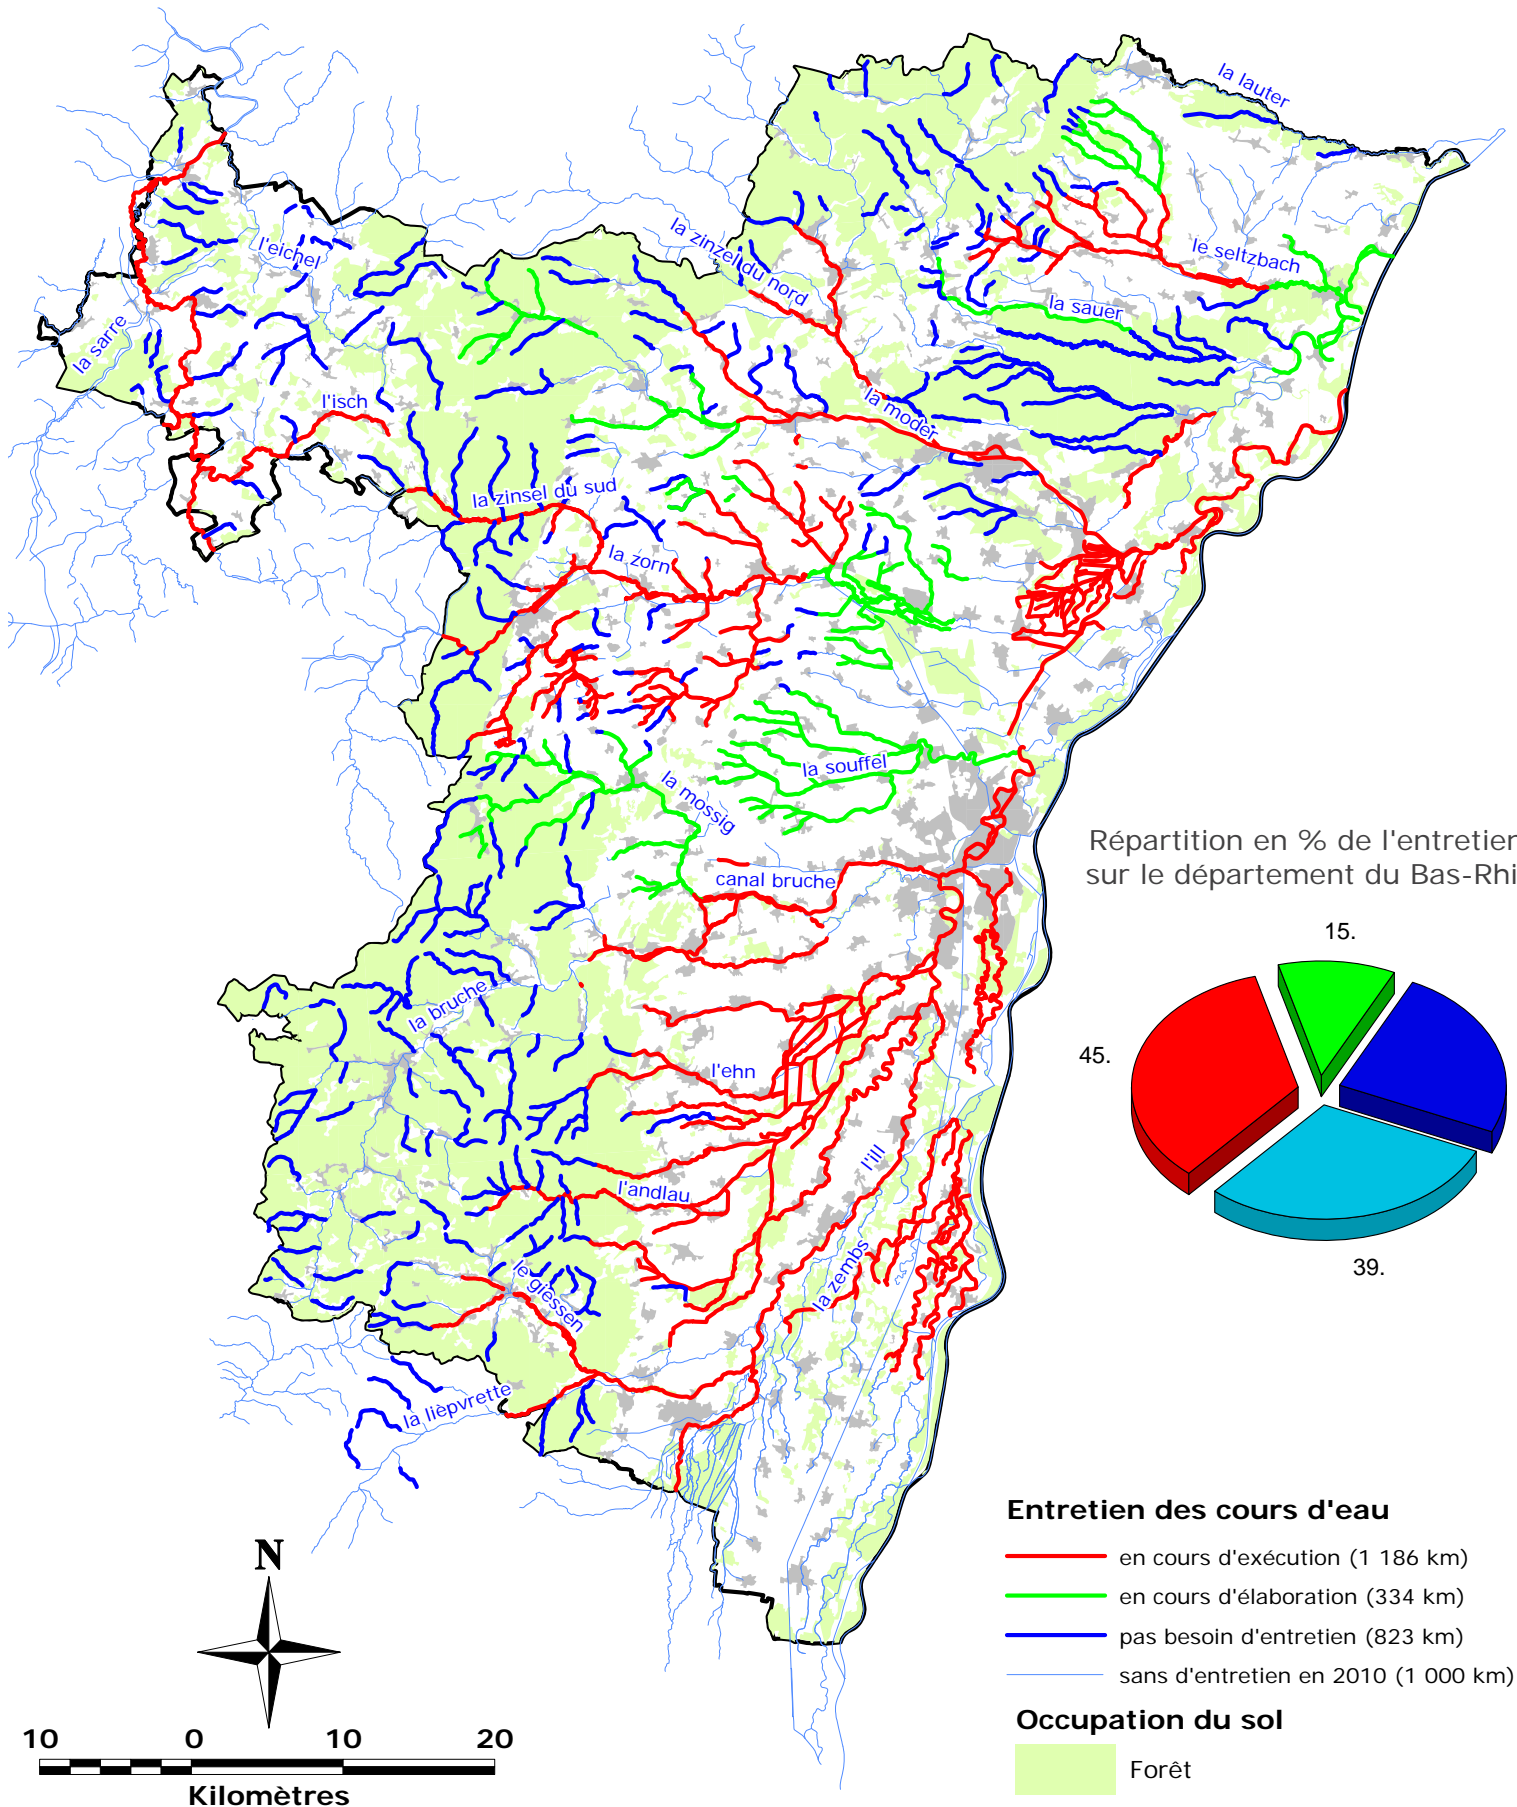 la lauter
la zinzel du nord
l'eichel
le seltzbach
la sauer
la sarre
l'isch
la moder
la zinsel du sud
la zorn
la souffel
la mossig
Répartition en % de l'entretien
sur le département du Bas-Rhi
canal bruche
15.
la bruche
45.
l'ehn
l'ill
l'andlau
la zembs
39.
le giessen
la lièpvrette
Entretien des cours d'eau
en cours d'exécution (1 186 km)
en cours d'élaboration (334 km)
pas besoin d'entretien (823 km)
sans d'entretien en 2010 (1 000 km)
Occupation du sol
Forêt
N
10 0 10 20
Kilomètres